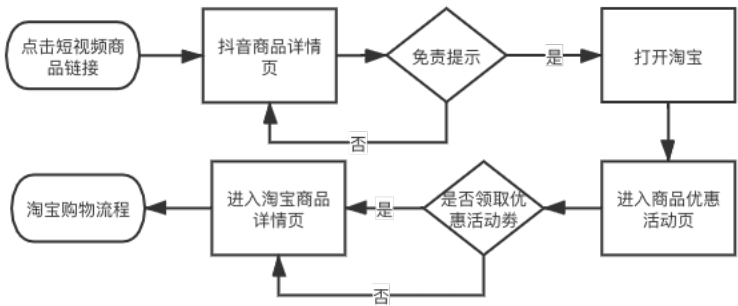 点击短视频商
品链接
抖音商品详情
页
免责提示
是
打开淘宝
否
淘宝购物流程
进入淘宝商品
详情页
是
是否领取优
惠活动券
进入商品优惠
活动页
否